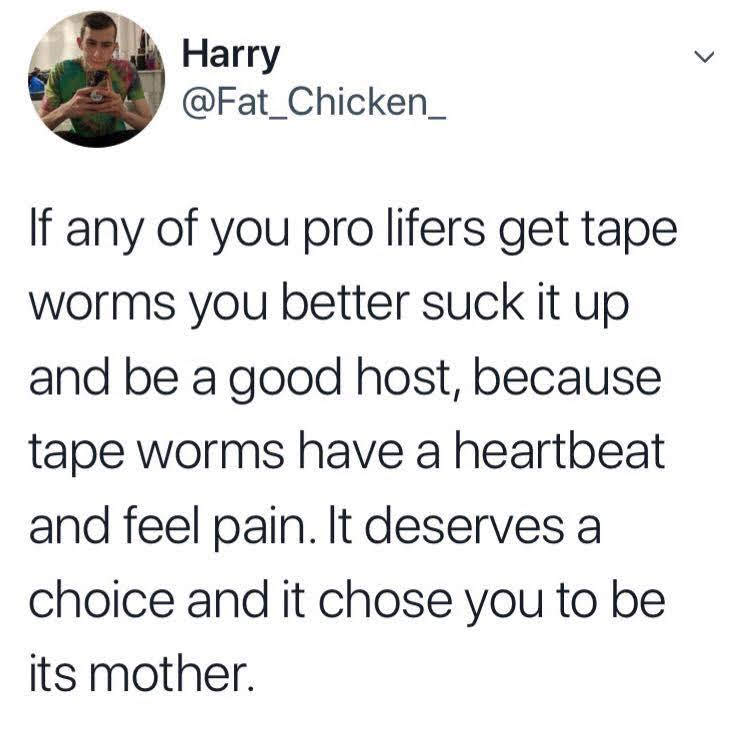 Harry
@Fat_Chicken_
If any of you pro lifers get tape
worms you better suck it up
and be a good host, because
tape worms have a heartbeat
and feel pain. It deserves a
choice and it chose you to be
its mother.